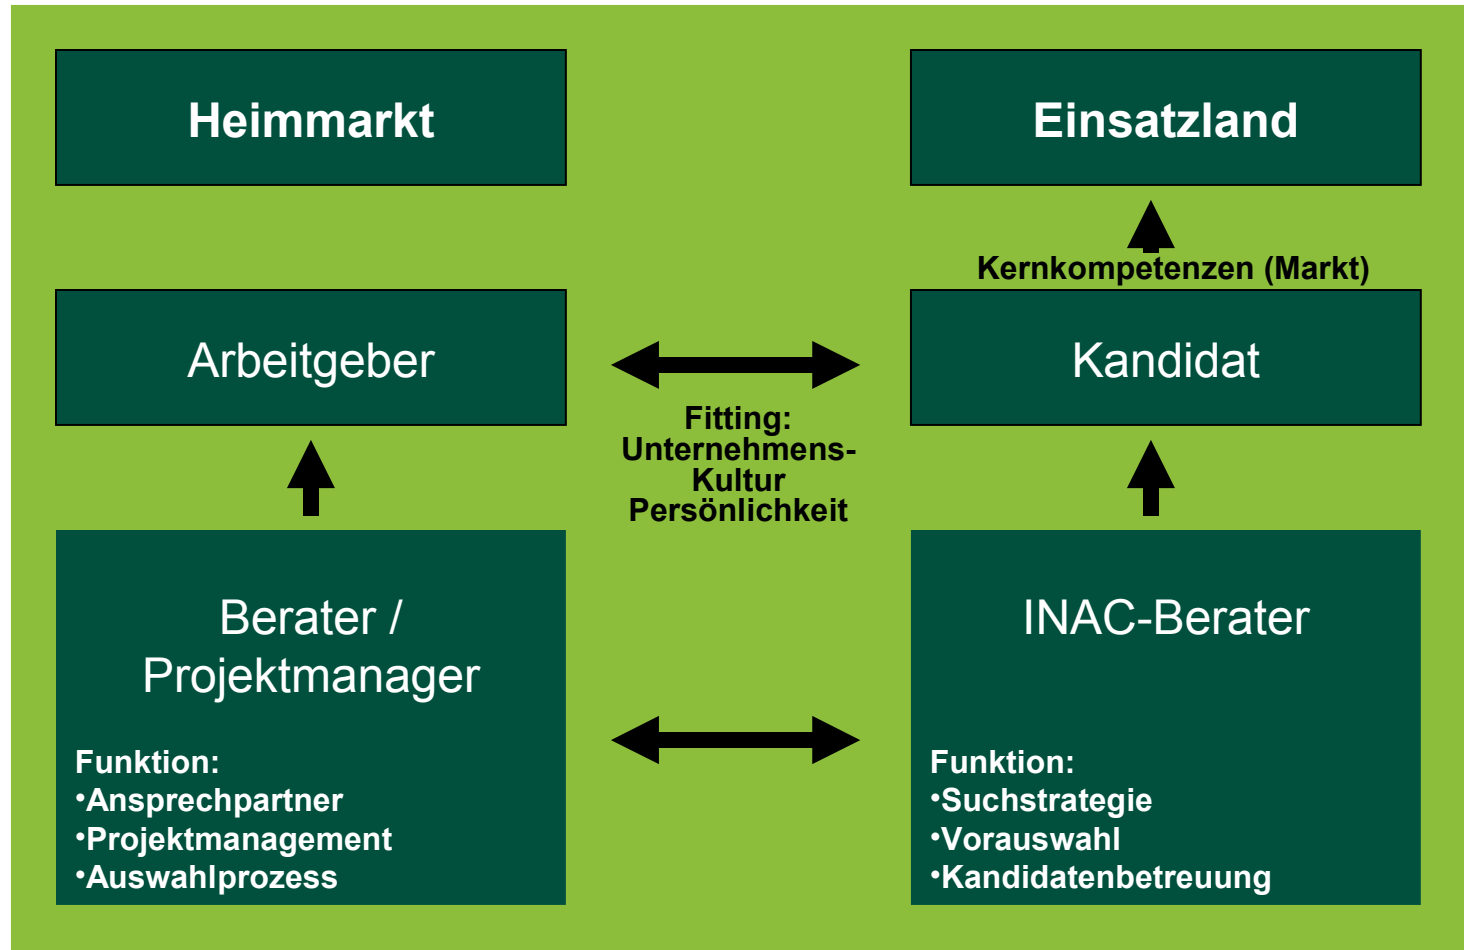 Heimmarkt
Einsatzland
Kernkompetenzen (Markt)
Arbeitgeber
Kandidat
Fitting:
Unternehmens-
Kultur
Persönlichkeit
Berater /
Projektmanager
Funktion:
•Ansprechpartner
•Projektmanagement
•Auswahlprozess
INAC-Berater
Funktion:
•Suchstrategie
•Vorauswahl
•Kandidatenbetreuung